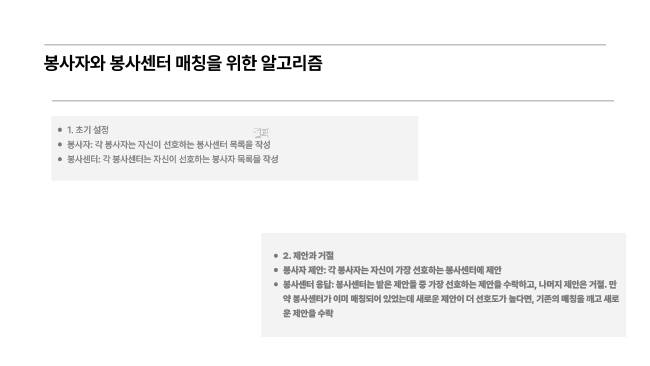 봉사자와 봉사센터 매칭을 위한 알고리즘
1. 초기 설정
봉사자: 각 봉사자는 자신이 선호하는 봉사센터 목록을 작성
봉사센터: 각 봉사센터는 자신이 선호하는 봉사자 목록을 작성
2. 제안과 거절
봉사자 제안: 각 봉사자는 자신이 가장 선호하는 봉사센터에 제안
봉사센터 응답: 봉사센터는 받은 제안들 중 가장 선호하는 제안을 수락하고, 나머지 제안은 거절. 만
약 봉사센터가 이미 매칭되어 있었는데 새로운 제안이 더 선호도가 높다면, 기존의 매칭을 깨고 새로
운 제안을 수락